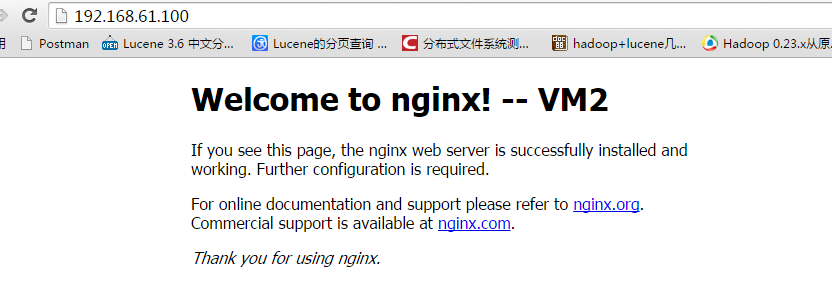 192.168.61.100
用 Postman Lucene 3.6 中文分... Lucene的分页查询 ... 分布式文件系统测... hadoop+lucene几... Hadoop 0.23.x从原...
Welcome to nginx! -- VM2
If you see this page, the nginx web server is successfully installed and
working. Further configuration is required.
For online documentation and support please refer to nginx.org.
Commercial support is available at nginx.com.
Thank you for using nginx.